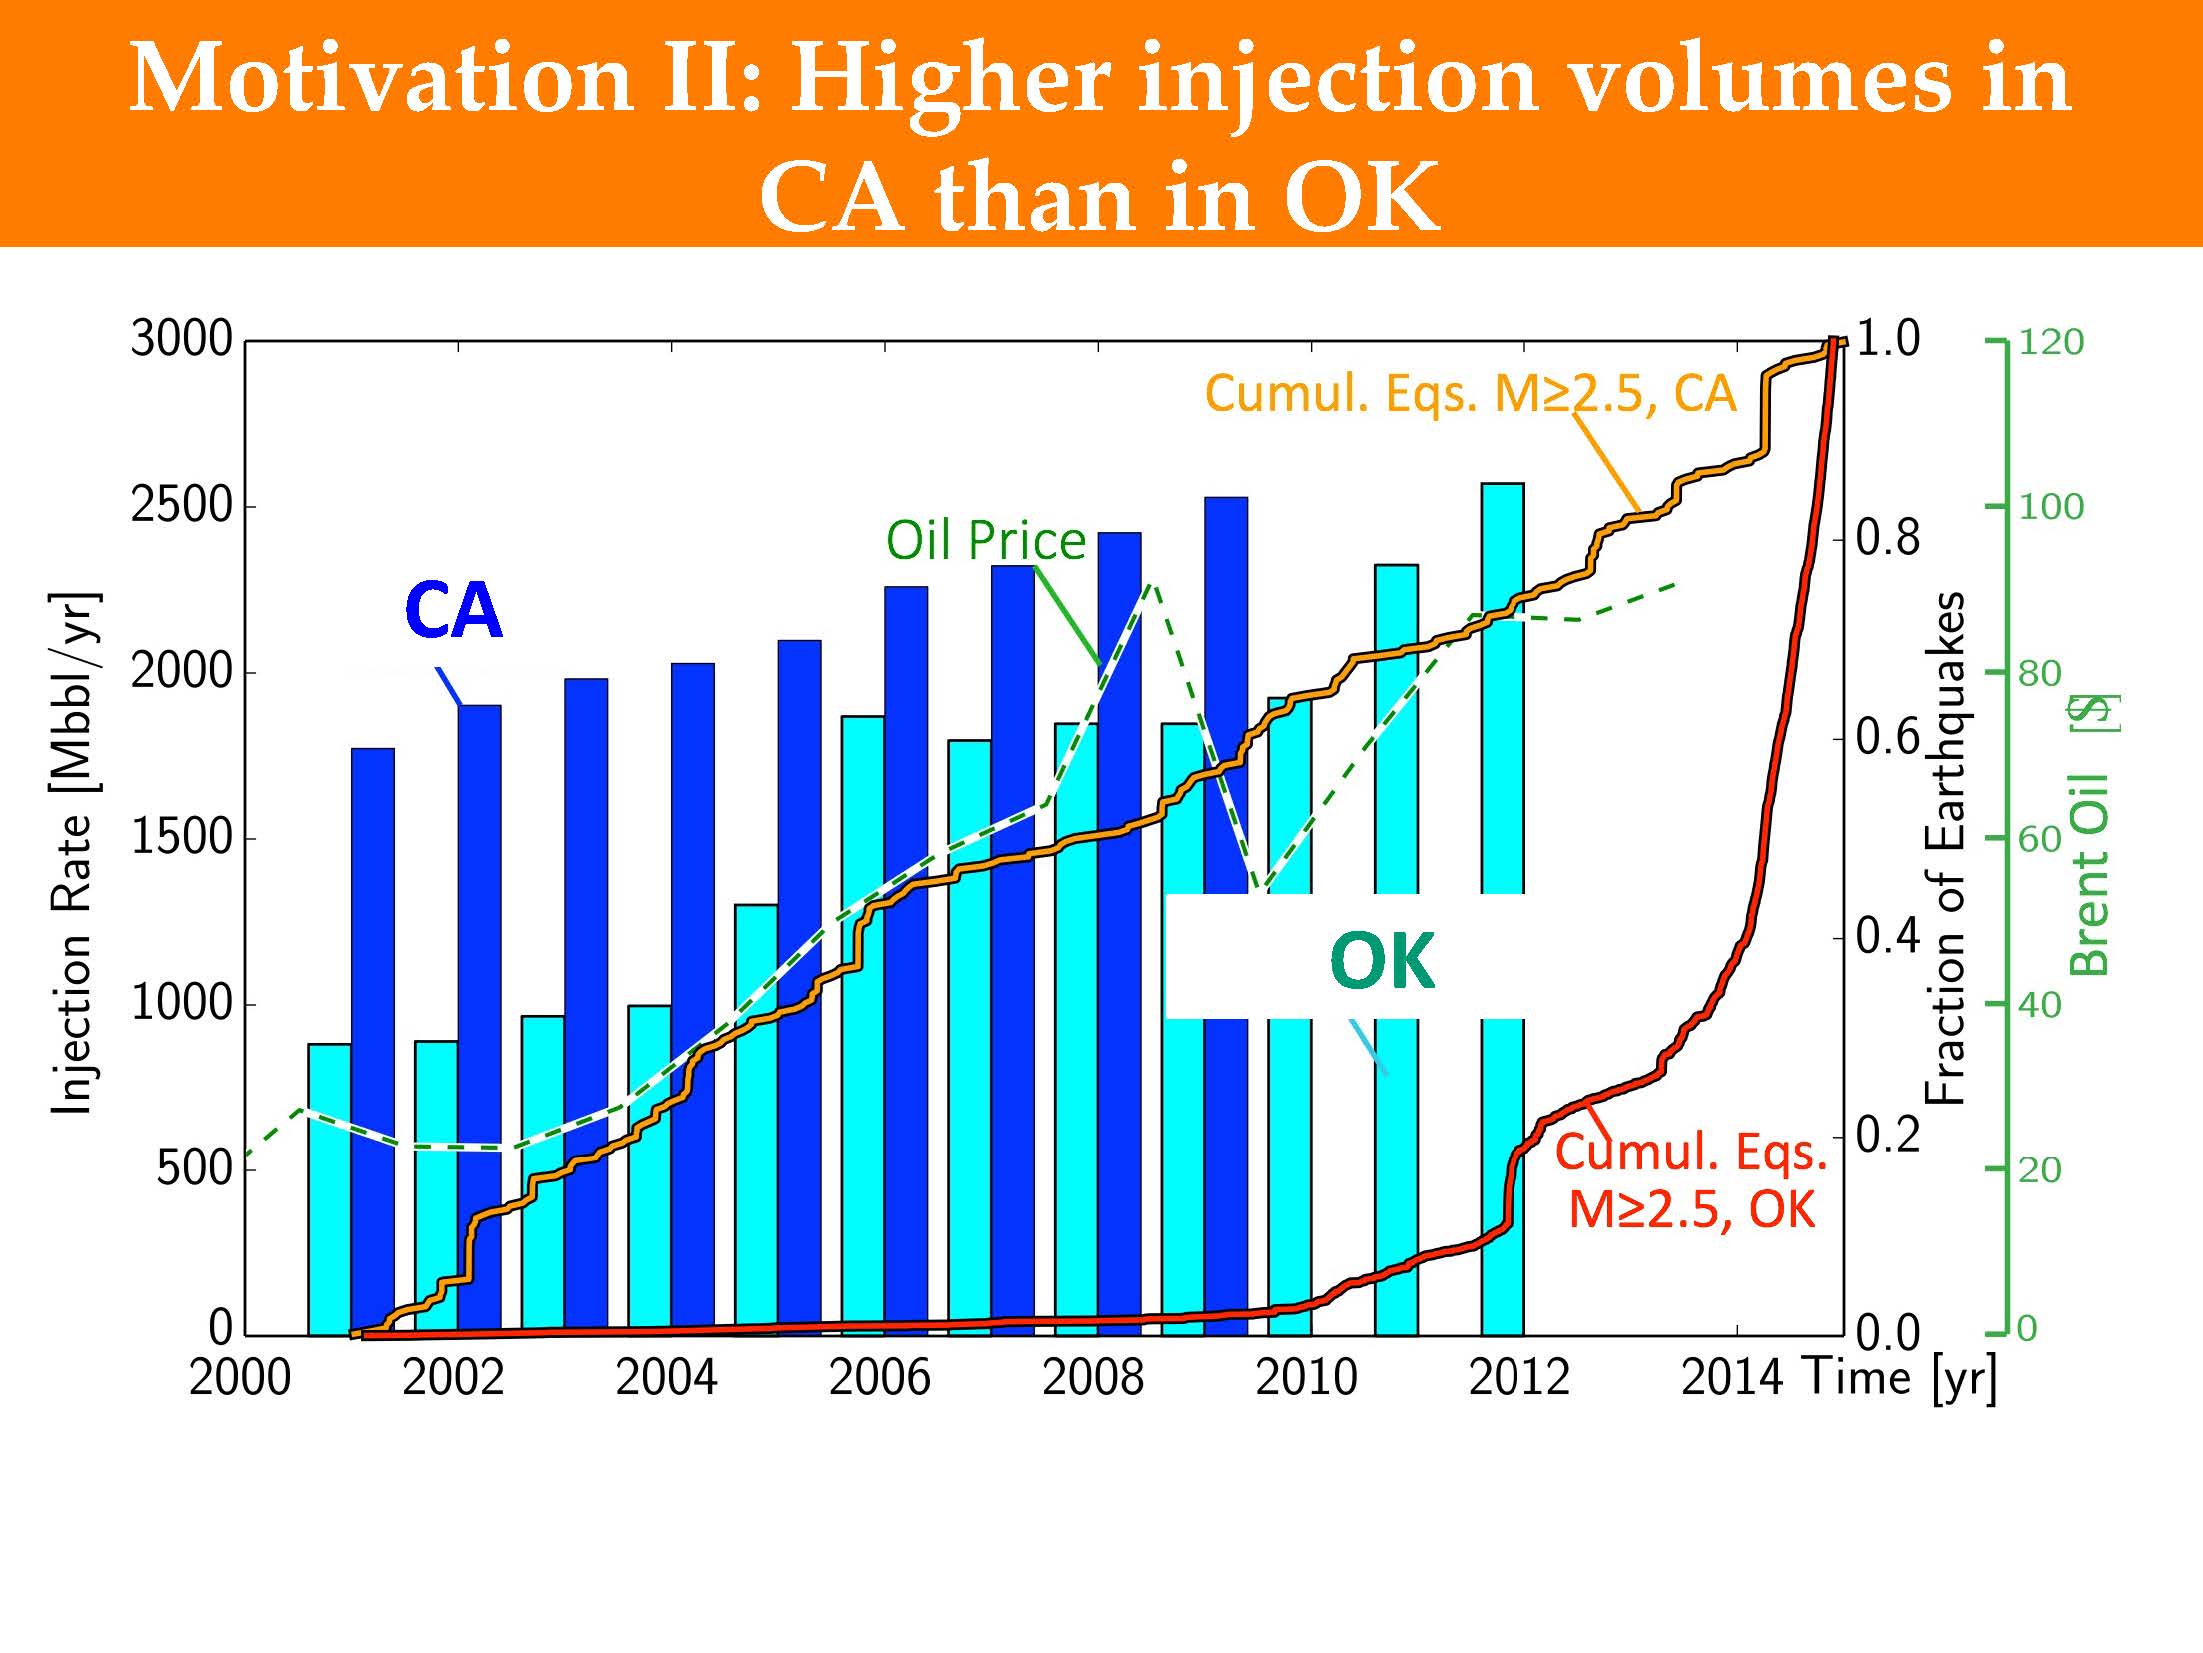 Motivation II: Higher injection volumes in
CA than in OK
3000
2500
2000
1500
1000
500
0
Injection Rate [Mbbl/yr]
CA
Oil Price
Cumul. Eqs. M≥2.5, CA
OK
Cumul. Eqs.
M≥2.5, OK
1.0
0.8
0.6
0.4
0.2
0.0
Fraction of Earthquakes
120
100
80
60
40
20
0
Brent Oil [$]
2000 2002 2004 2006 2008 2010 2012 2014 Time [yr]